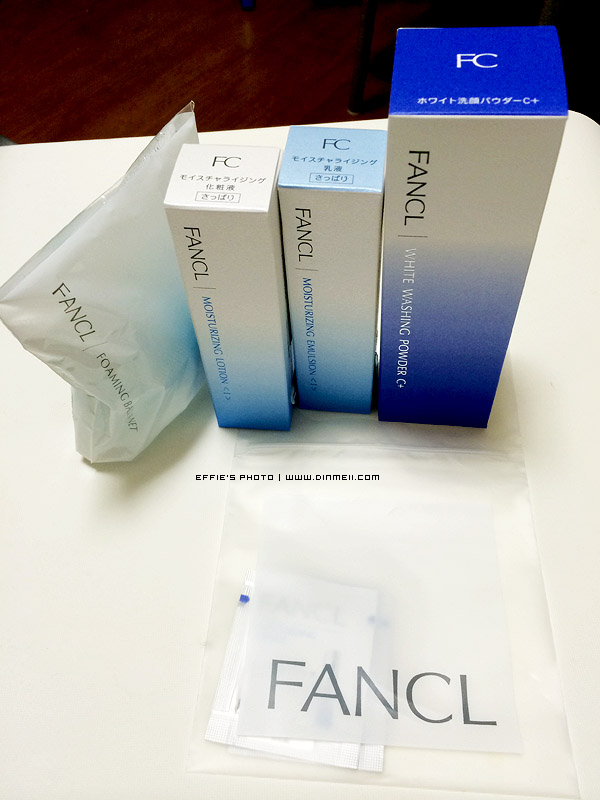 FC
ホワイト洗顔パウダーC+
FANCL | WHITE WASHING POWDER C+
FC
モイスチャライジング
乳液
さっぱり
FANCL | MOISTURIZING EMULSION <I>
FC
モイスチャライジング
化粧液
さっぱり
FANCL | MOISTURIZING LOTION <I>
FANCL | FOAMING BALL NET
EFFIE'S PHOTO | WWW.DINMEII.COM
FANCL